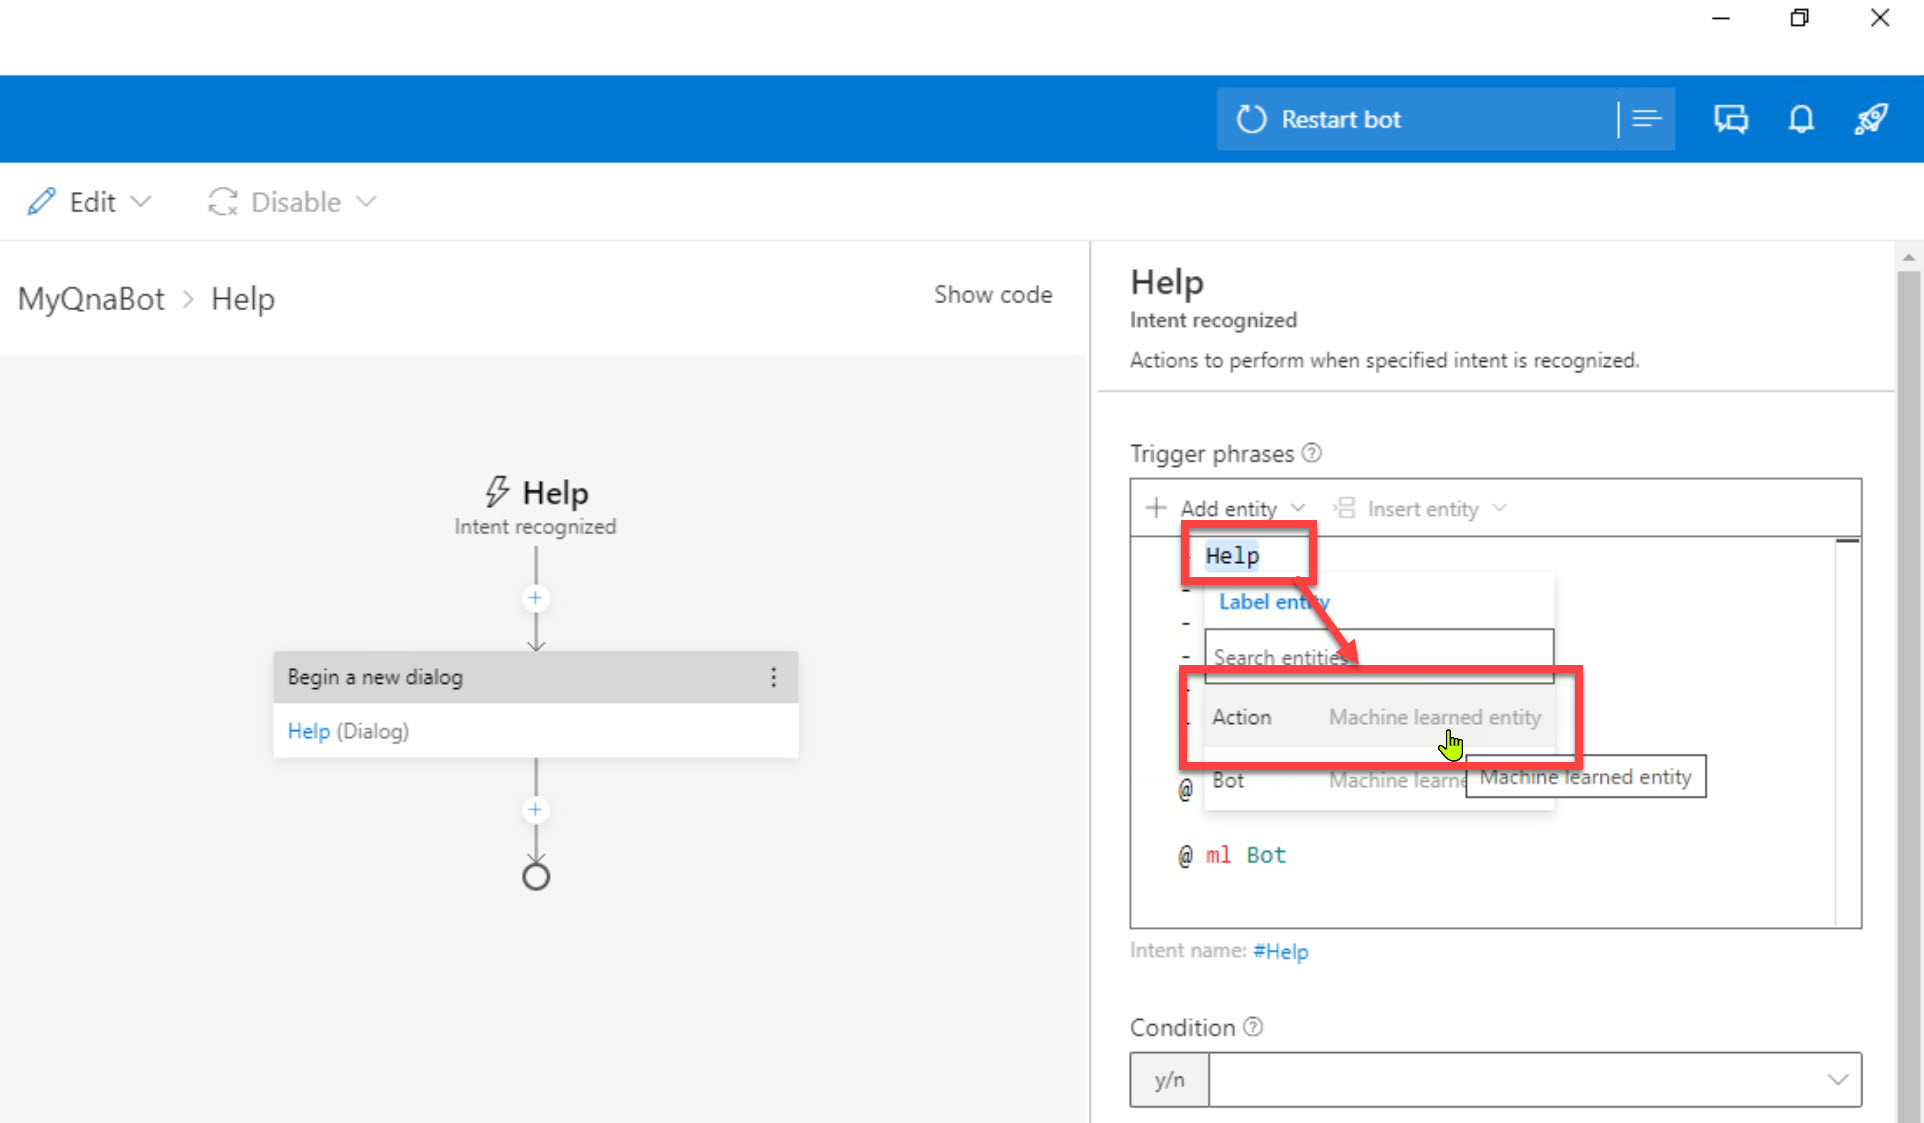 Restart bot
Edit
Disable
MyQnaBot > Help
Show code
Help
Intent recognized
Actions to perform when specified intent is recognized.
Help
Intent recognized
Begin a new dialog
Help (Dialog)
Trigger phrases
Add entity
Insert entity
- Help
-
Label entity
-
-
Search entities
Action Machine learned entity
@
Bot Machine learne
Machine learned entity
@ ml Bot
Intent name: #Help
Condition
y/n